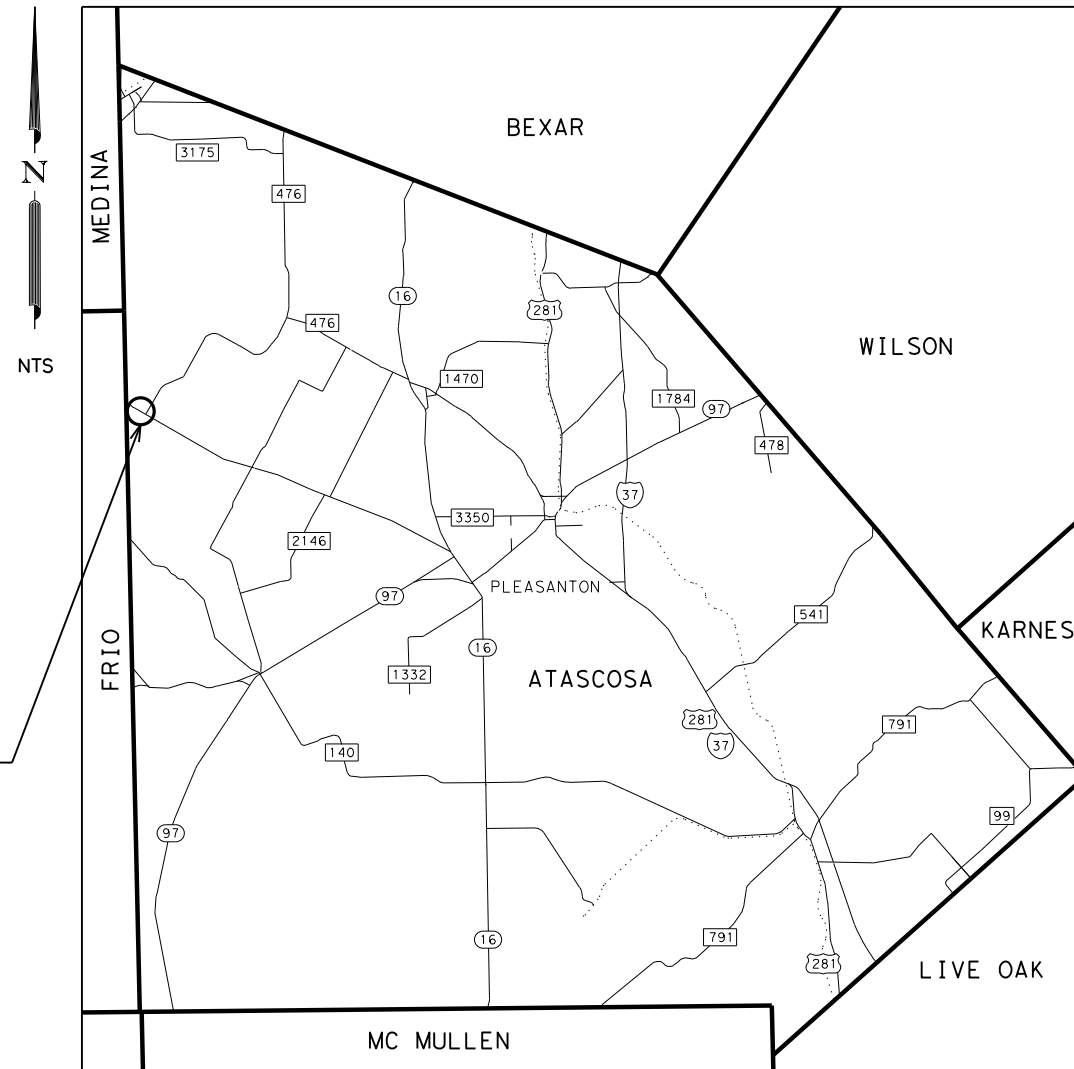 BEXAR
MEDINA
N
3175
476
16
281
476
WILSON
NTS
1470
1784
97
478
37
3350
2146
PLEASANTON
97
541
KARNES
FRIO
16
1332
ATASCOSA
281
791
37
140
99
97
791
16
281
LIVE OAK
MC MULLEN